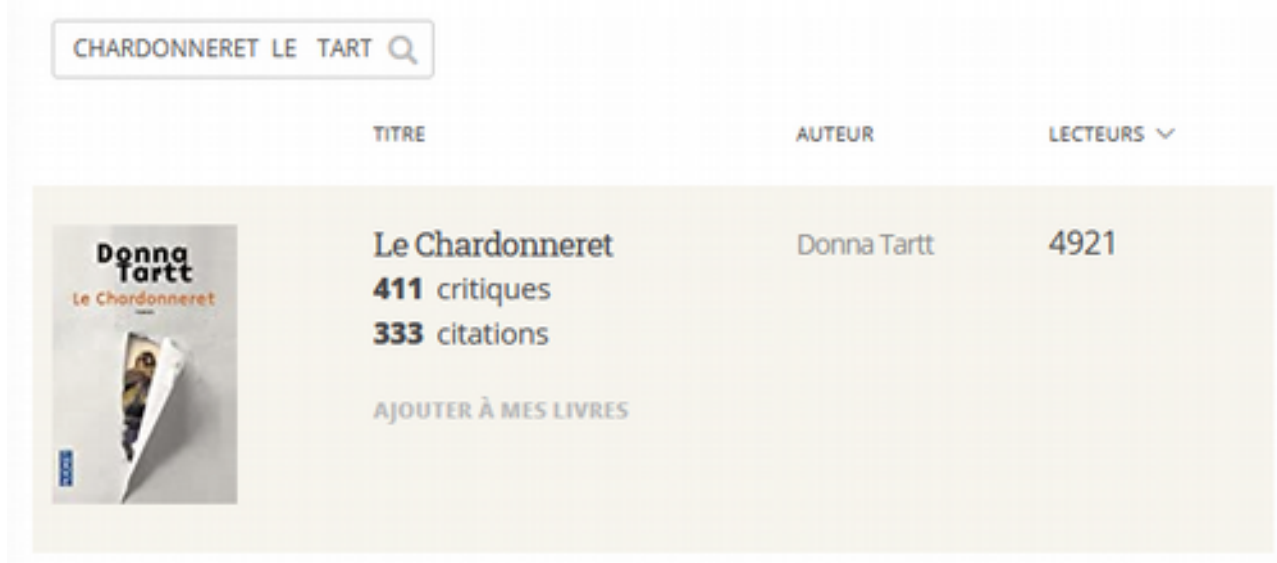 CHARDONNERET LE TART
TITRE AUTEUR LECTEURS
Donna
Tartt
Le Chardonneret
Le Chardonneret Donna Tartt 4921
411 critiques
333 citations
AJOUTER À MES LIVRES